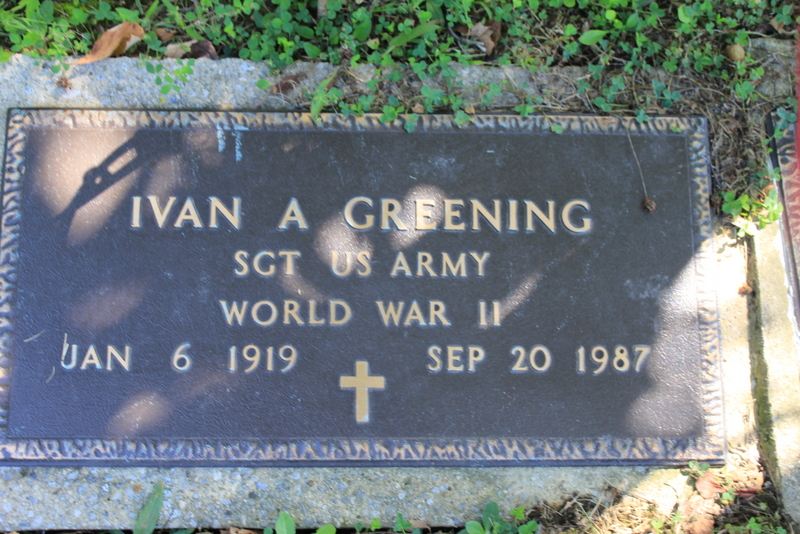 IVAN A GREENING
SGT US ARMY
WORLD WAR II
JAN 6 1919 SEP 20 1987